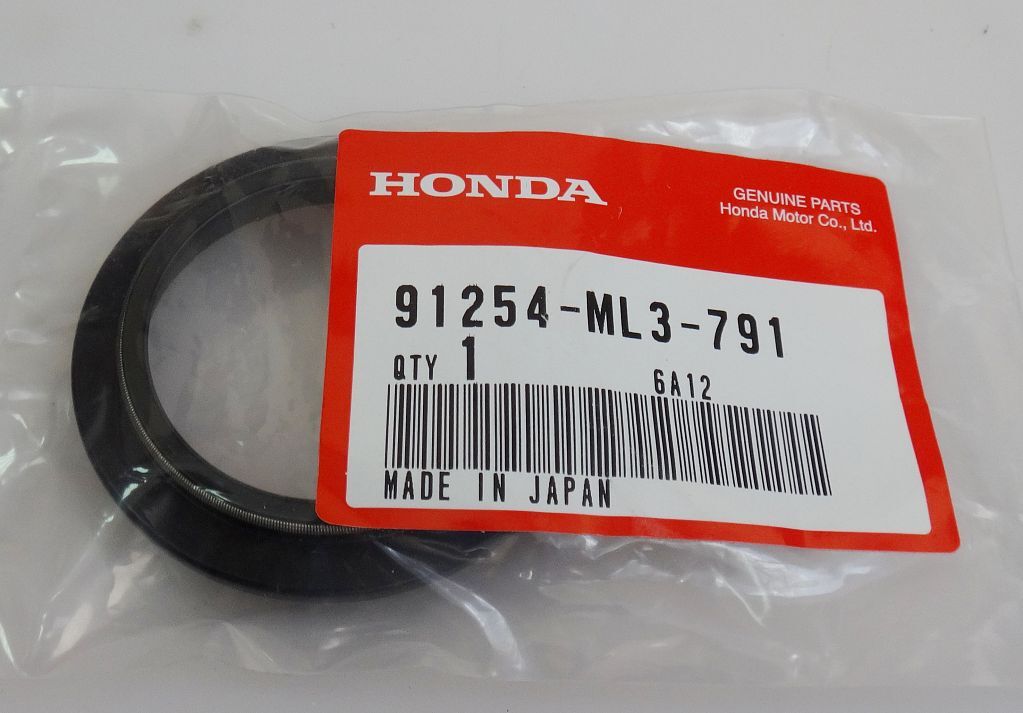 HONDA
GENUINE PARTS
Honda Motor Co., Ltd.
91254-ML3-791
QTY 1
6A12
MADE IN JAPAN